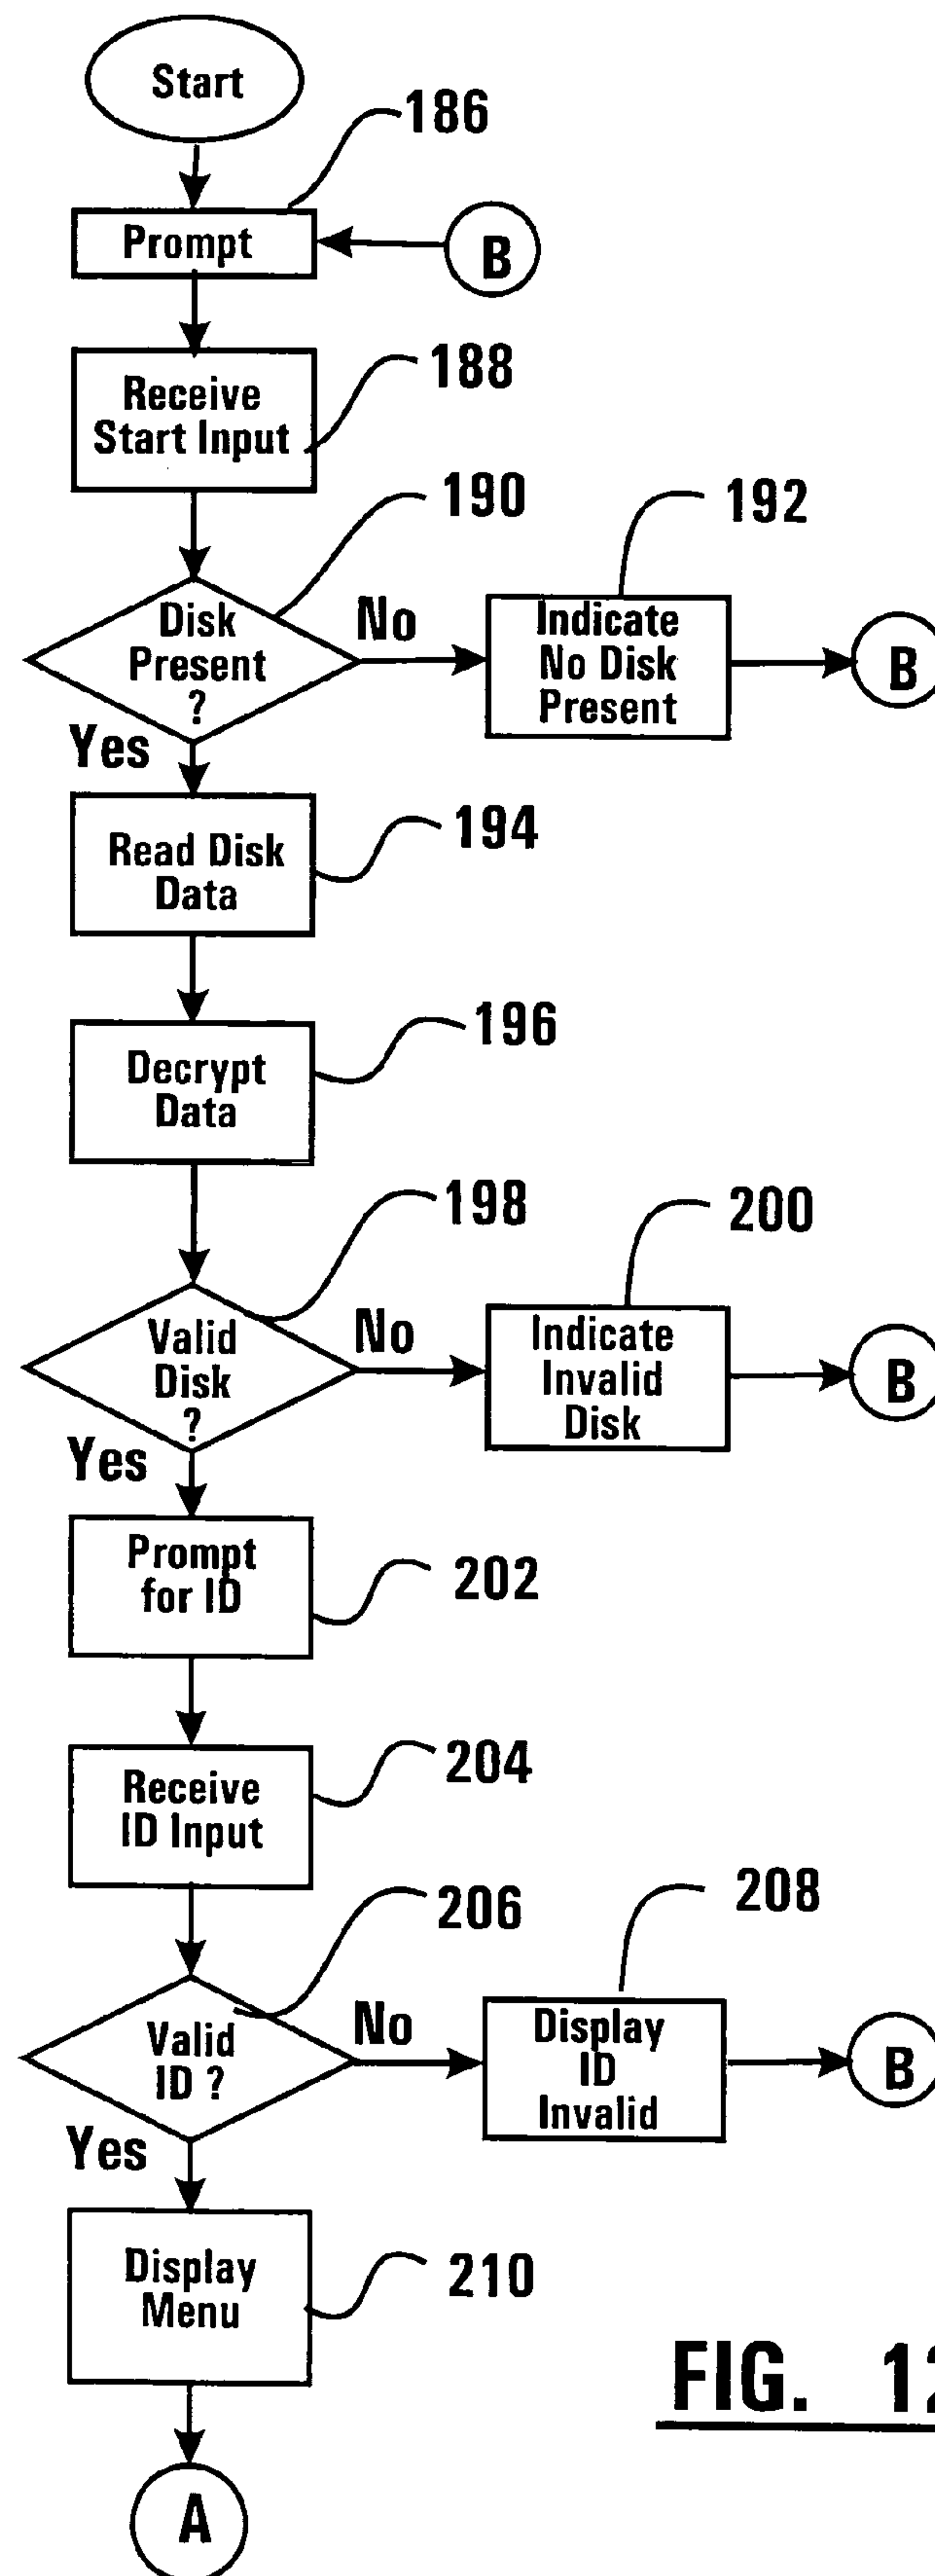 Start
186
Prompt
B
188
Receive
Start Input
190
192
Disk
Present
?
No
Indicate
No Disk
Present
B
Yes
194
Read Disk
Data
196
Decrypt
Data
198
200
Valid
Disk
?
No
Indicate
Invalid
Disk
B
Yes
Prompt
for ID
202
204
Receive
ID Input
206
208
Valid
ID ?
No
Display
ID
Invalid
B
Yes
Display
Menu
210
FIG.
A